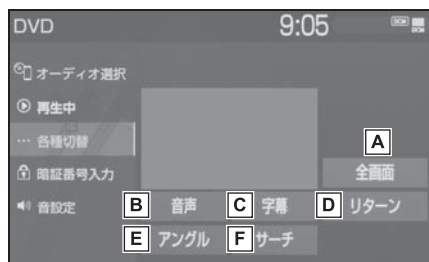 DVD 9:05 DCM DCM
オーディオ選択
再生中
各種切替
暗証番号入力
音設定
A
全画面
B 音声 C 字幕 D リターン
E アングル F サーチ